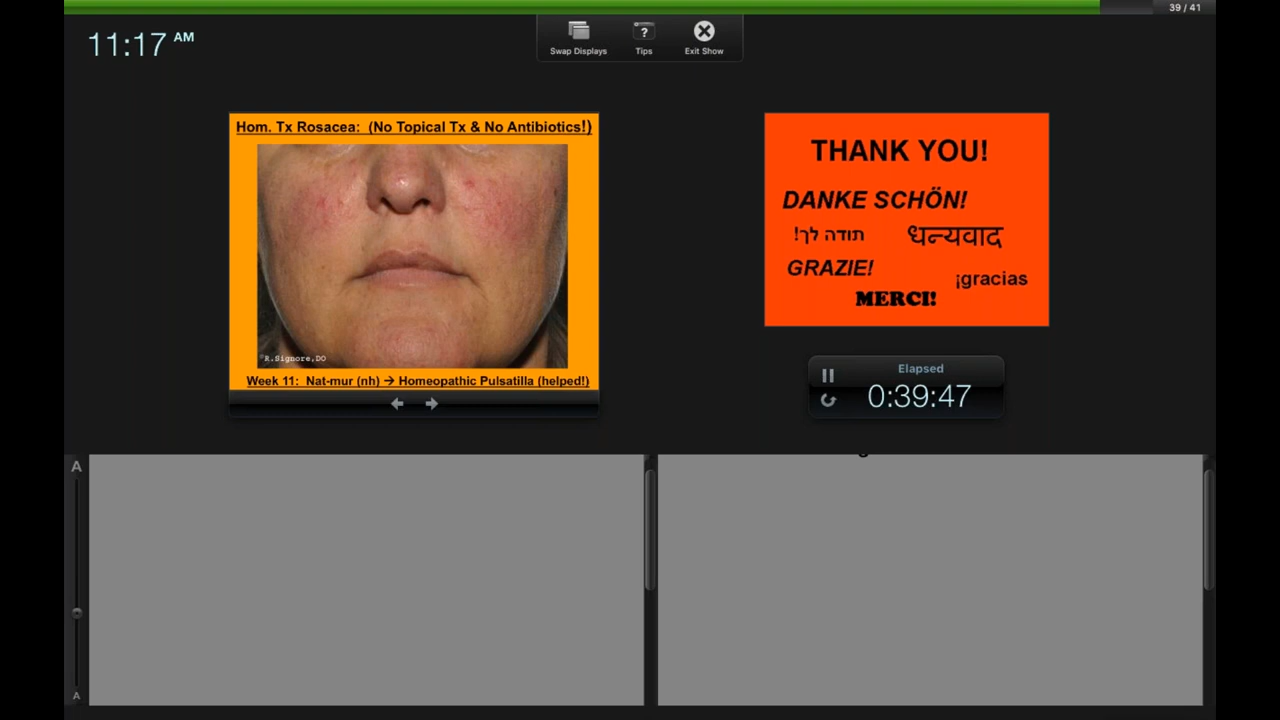 39 / 41
11:17 AM
Swap Displays
Tips
Exit Show
Hom. Tx Rosacea: (No Topical Tx & No Antibiotics!)
R.Signore,DO
Week 11: Nat-mur (nh) → Homeopathic Pulsatilla (helped!)
THANK YOU!
DANKE SCHÖN!
תודה לך!
धन्यवाद
GRAZIE!
¡gracias
MERCI!
Elapsed
0:39:47
A
A